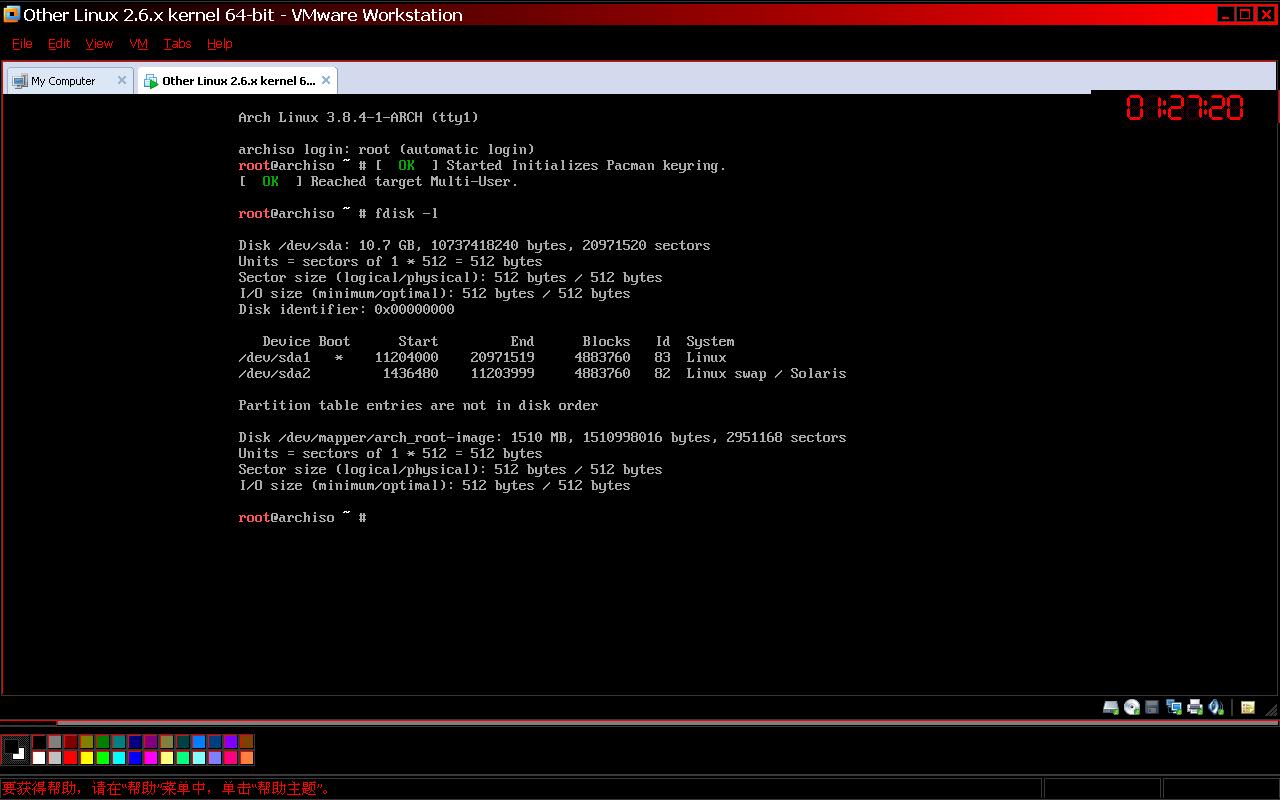 Other Linux 2.6.x kernel 64-bit - VMware Workstation
File Edit View VM Tabs Help
My Computer
Other Linux 2.6.x kernel 6...
01:27:20
Arch Linux 3.8.4-1-ARCH (tty1)
archiso login: root (automatic login)
root@archiso ~ # [  OK  ] Started Initializes Pacman keyring.
[  OK  ] Reached target Multi-User.
root@archiso ~ # fdisk -l
Disk /dev/sda: 10.7 GB, 10737418240 bytes, 20971520 sectors
Units = sectors of 1 * 512 = 512 bytes
Sector size (logical/physical): 512 bytes / 512 bytes
I/O size (minimum/optimal): 512 bytes / 512 bytes
Disk identifier: 0x00000000
Device Boot      Start         End      Blocks   Id  System
/dev/sda1   *    11204000    20971519     4883760   83  Linux
/dev/sda2         1436480    11203999     4883760   82  Linux swap / Solaris
Partition table entries are not in disk order
Disk /dev/mapper/arch_root-image: 1510 MB, 1510998016 bytes, 2951168 sectors
Units = sectors of 1 * 512 = 512 bytes
Sector size (logical/physical): 512 bytes / 512 bytes
I/O size (minimum/optimal): 512 bytes / 512 bytes
root@archiso ~ #
要获得帮助，请在“帮助”菜单中，单击“帮助主题”。